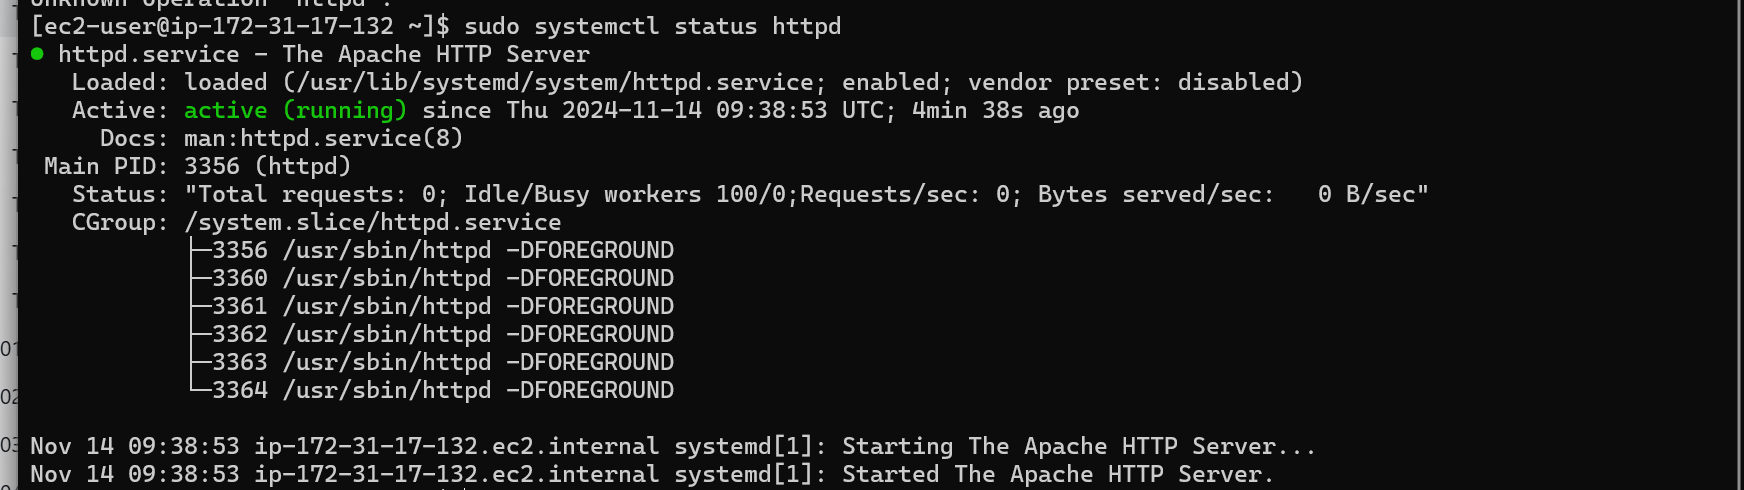 [ec2-user@ip-172-31-17-132 ~]$ sudo systemctl status httpd
● httpd.service - The Apache HTTP Server
   Loaded: loaded (/usr/lib/systemd/system/httpd.service; enabled; vendor preset: disabled)
   Active: active (running) since Thu 2024-11-14 09:38:53 UTC; 4min 38s ago
     Docs: man:httpd.service(8)
 Main PID: 3356 (httpd)
   Status: "Total requests: 0; Idle/Busy workers 100/0;Requests/sec: 0; Bytes served/sec:   0 B/sec"
   CGroup: /system.slice/httpd.service
           ├─3356 /usr/sbin/httpd -DFOREGROUND
           ├─3360 /usr/sbin/httpd -DFOREGROUND
           ├─3361 /usr/sbin/httpd -DFOREGROUND
           ├─3362 /usr/sbin/httpd -DFOREGROUND
           ├─3363 /usr/sbin/httpd -DFOREGROUND
           └─3364 /usr/sbin/httpd -DFOREGROUND
Nov 14 09:38:53 ip-172-31-17-132.ec2.internal systemd[1]: Starting The Apache HTTP Server...
Nov 14 09:38:53 ip-172-31-17-132.ec2.internal systemd[1]: Started The Apache HTTP Server.